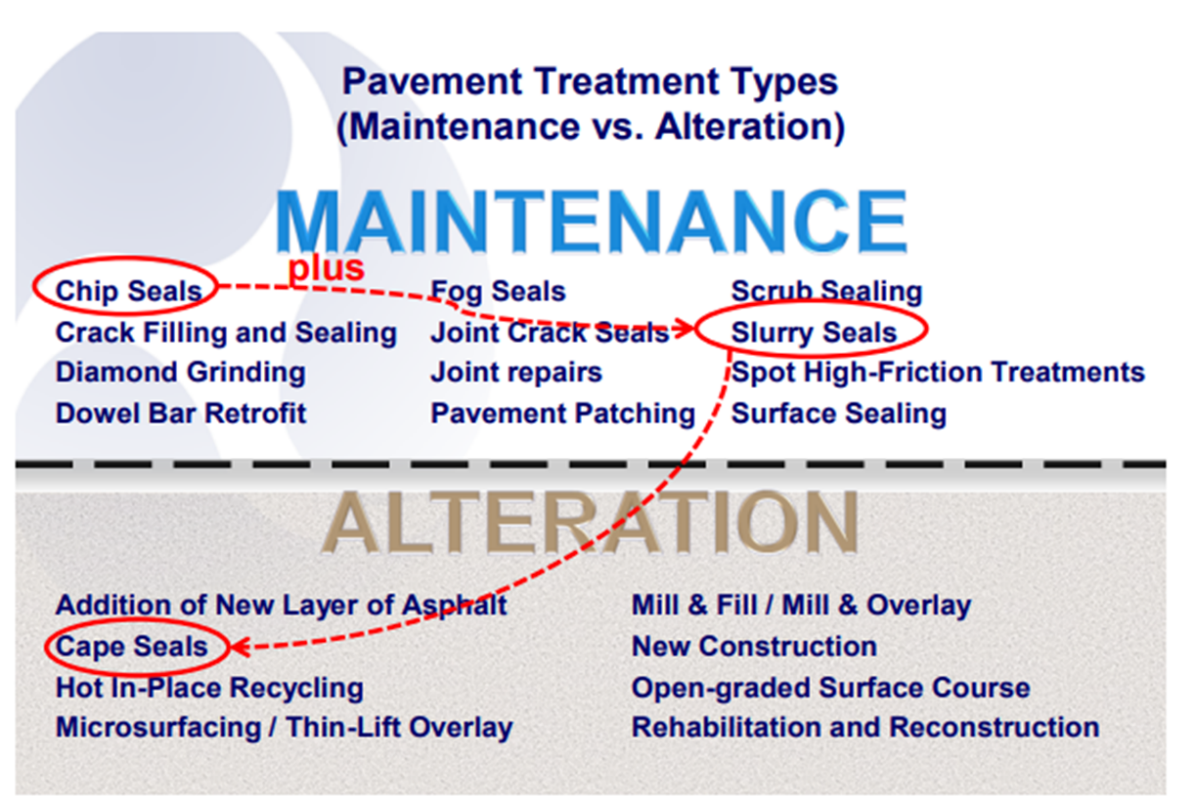 Pavement Treatment Types
(Maintenance vs. Alteration)
MAINTENANCE
plus
Chip Seals Fog Seals Scrub Sealing
Crack Filling and Sealing Joint Crack Seals Slurry Seals
Diamond Grinding Joint repairs Spot High-Friction Treatments
Dowel Bar Retrofit Pavement Patching Surface Sealing
ALTERATION
Addition of New Layer of Asphalt Mill & Fill / Mill & Overlay
Cape Seals New Construction
Hot In-Place Recycling Open-graded Surface Course
Microsurfacing / Thin-Lift Overlay Rehabilitation and Reconstruction